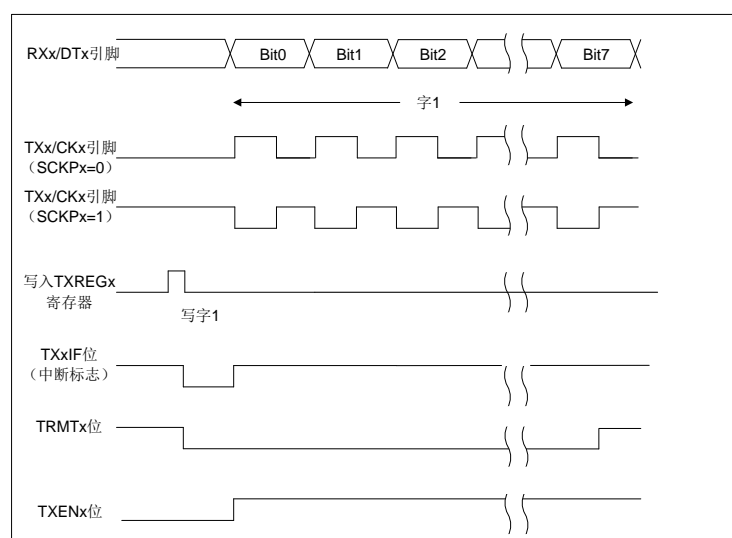 RXx/DTx引脚
Bit0 Bit1 Bit2 Bit7
字1
TXx/CKx引脚
（SCKPx=0）
TXx/CKx引脚
（SCKPx=1）
写入TXREGx
寄存器
写字1
TXxIF位
（中断标志）
TRMTx位
TXENx位